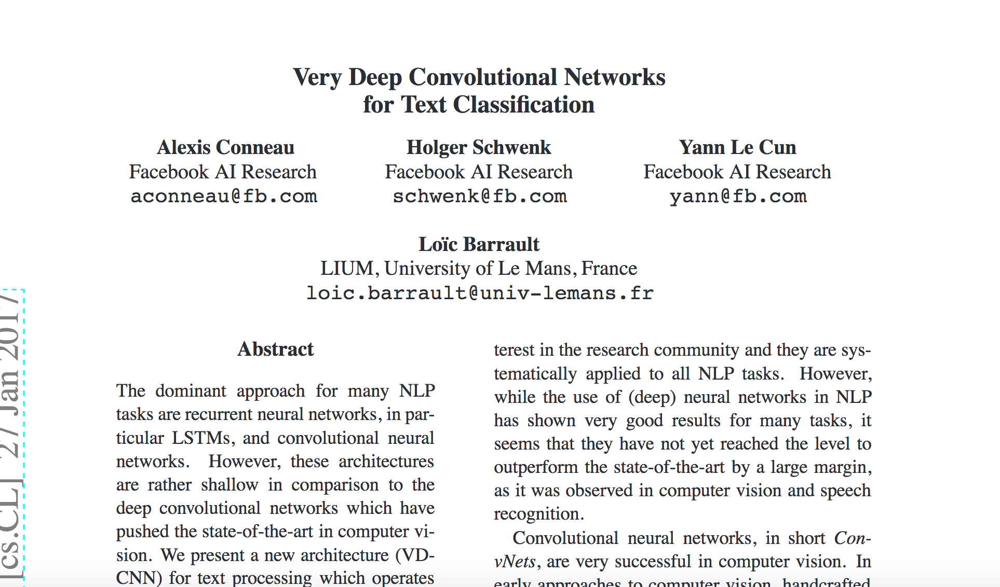 Very Deep Convolutional Networks
for Text Classification
Alexis Conneau
Facebook AI Research
aconneau@fb.com
Holger Schwenk
Facebook AI Research
schwenk@fb.com
Yann Le Cun
Facebook AI Research
yann@fb.com
Loïc Barrault
LIUM, University of Le Mans, France
loic.barrault@univ-lemans.fr
[cs.CL] 27 Jan 2017
Abstract
The dominant approach for many NLP
tasks are recurrent neural networks, in par-
ticular LSTMs, and convolutional neural
networks. However, these architectures
are rather shallow in comparison to the
deep convolutional networks which have
pushed the state-of-the-art in computer vi-
sion. We present a new architecture (VD-
CNN) for text processing which operates
terest in the research community and they are sys-
tematically applied to all NLP tasks. However,
while the use of (deep) neural networks in NLP
has shown very good results for many tasks, it
seems that they have not yet reached the level to
outperform the state-of-the-art by a large margin,
as it was observed in computer vision and speech
recognition.
Convolutional neural networks, in short Con-
vNets, are very successful in computer vision. In
early approaches to computer vision, handcrafted